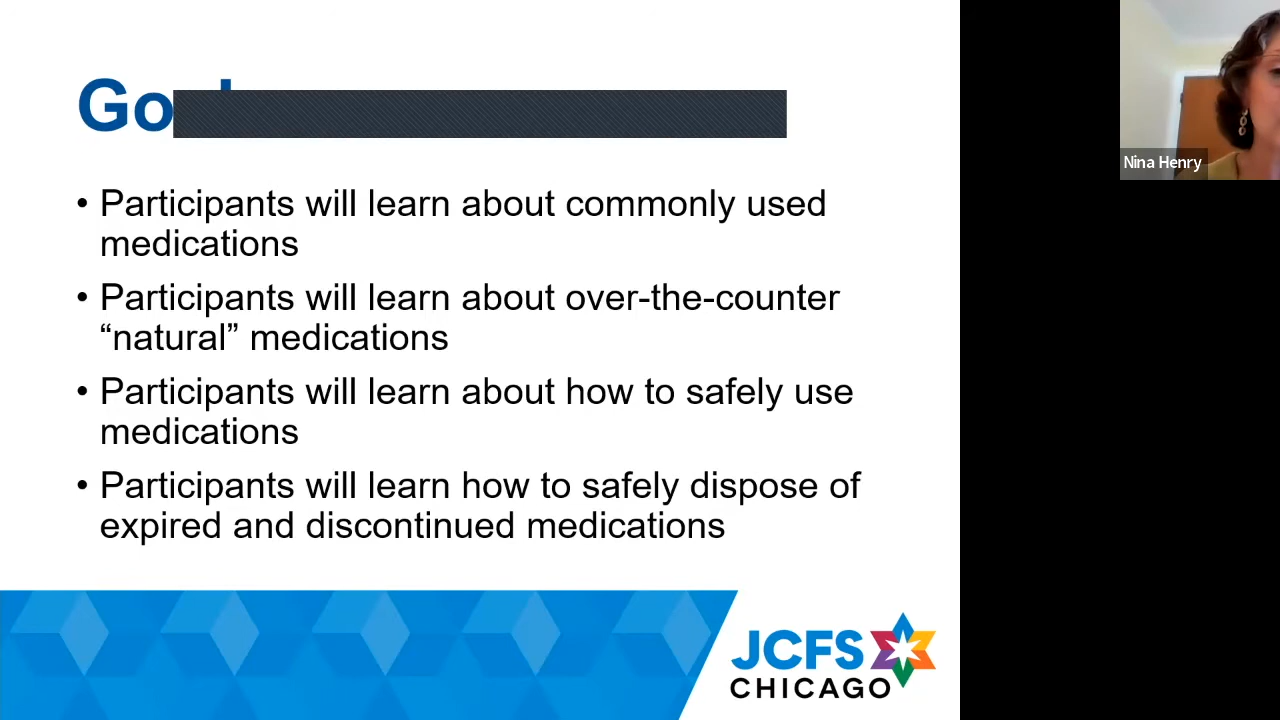 Go
• Participants will learn about commonly used
medications
• Participants will learn about over-the-counter
“natural” medications
• Participants will learn about how to safely use
medications
• Participants will learn how to safely dispose of
expired and discontinued medications
JCFS
CHICAGO
Nina Henry